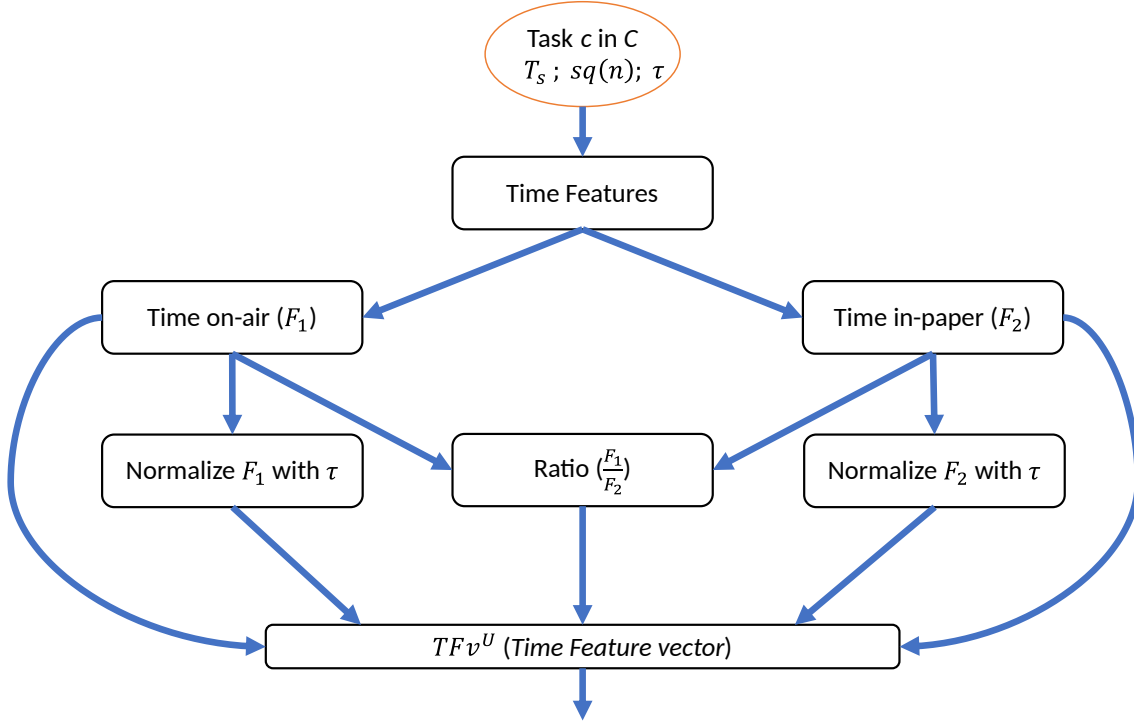 Task c in C
T_s ; sq(n); τ
Time Features
Time on-air (F_1)
Time in-paper (F_2)
Normalize F_1 with τ
Ratio (F_1/F_2)
Normalize F_2 with τ
TFv^U (Time Feature vector)